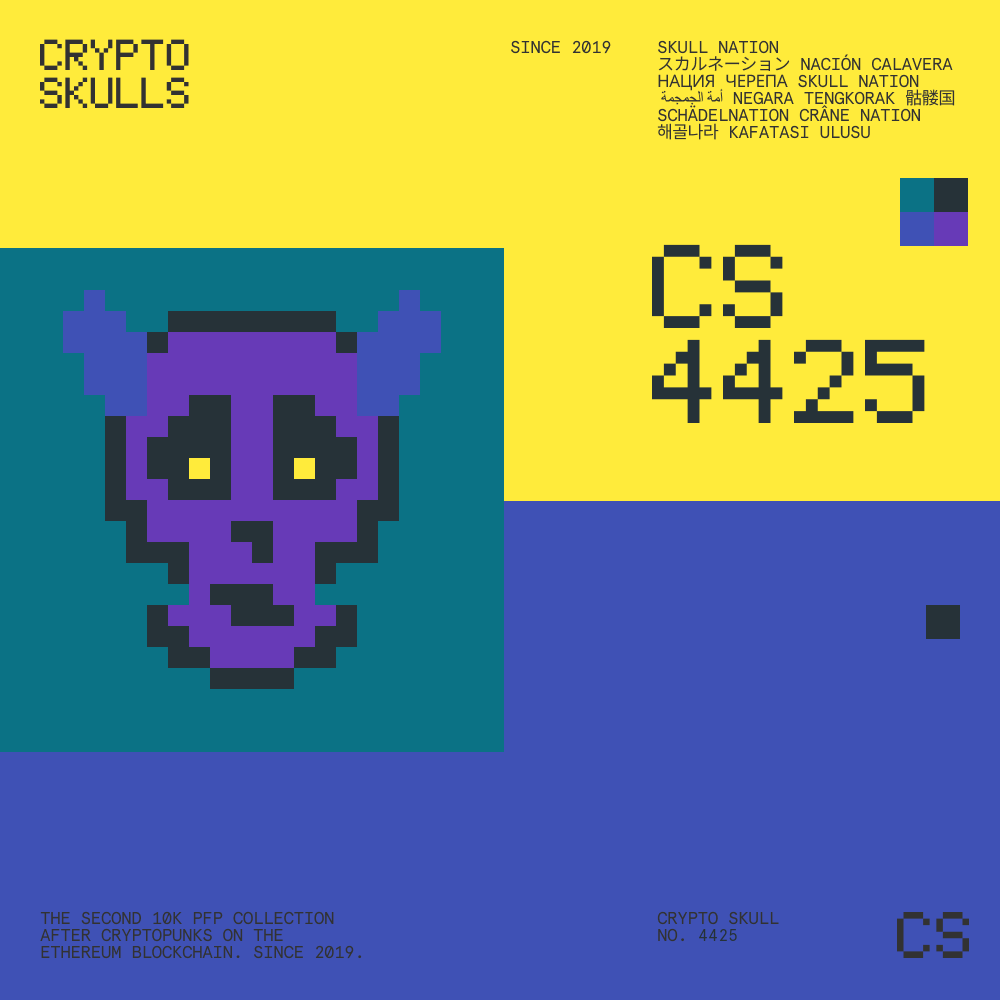 CRYPTO
SKULLS
SINCE 2019
SKULL NATION
スカルネーション NACIÓN CALAVERA
НАЦИЯ ЧЕРЕПА SKULL NATION
أمة الجمجمة NEGARA TENGKORAK 骷髅国
SCHÄDELNATION CRÂNE NATION
해골나라 KAFATASI ULUSU
CS
4425
THE SECOND 10K PFP COLLECTION
AFTER CRYPTOPUNKS ON THE
ETHEREUM BLOCKCHAIN. SINCE 2019.
CRYPTO SKULL
NO. 4425
CS